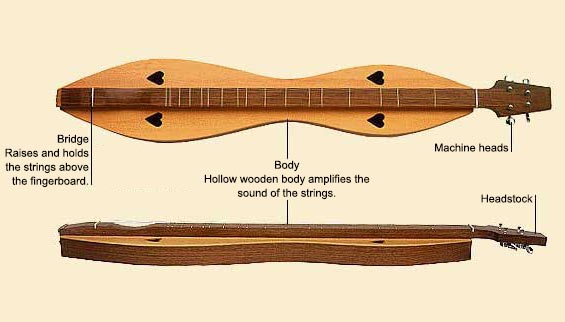 Bridge
Raises and holds
the strings above
the fingerboard.
Body
Hollow wooden body amplifies the
sound of the strings.
Machine heads
Headstock